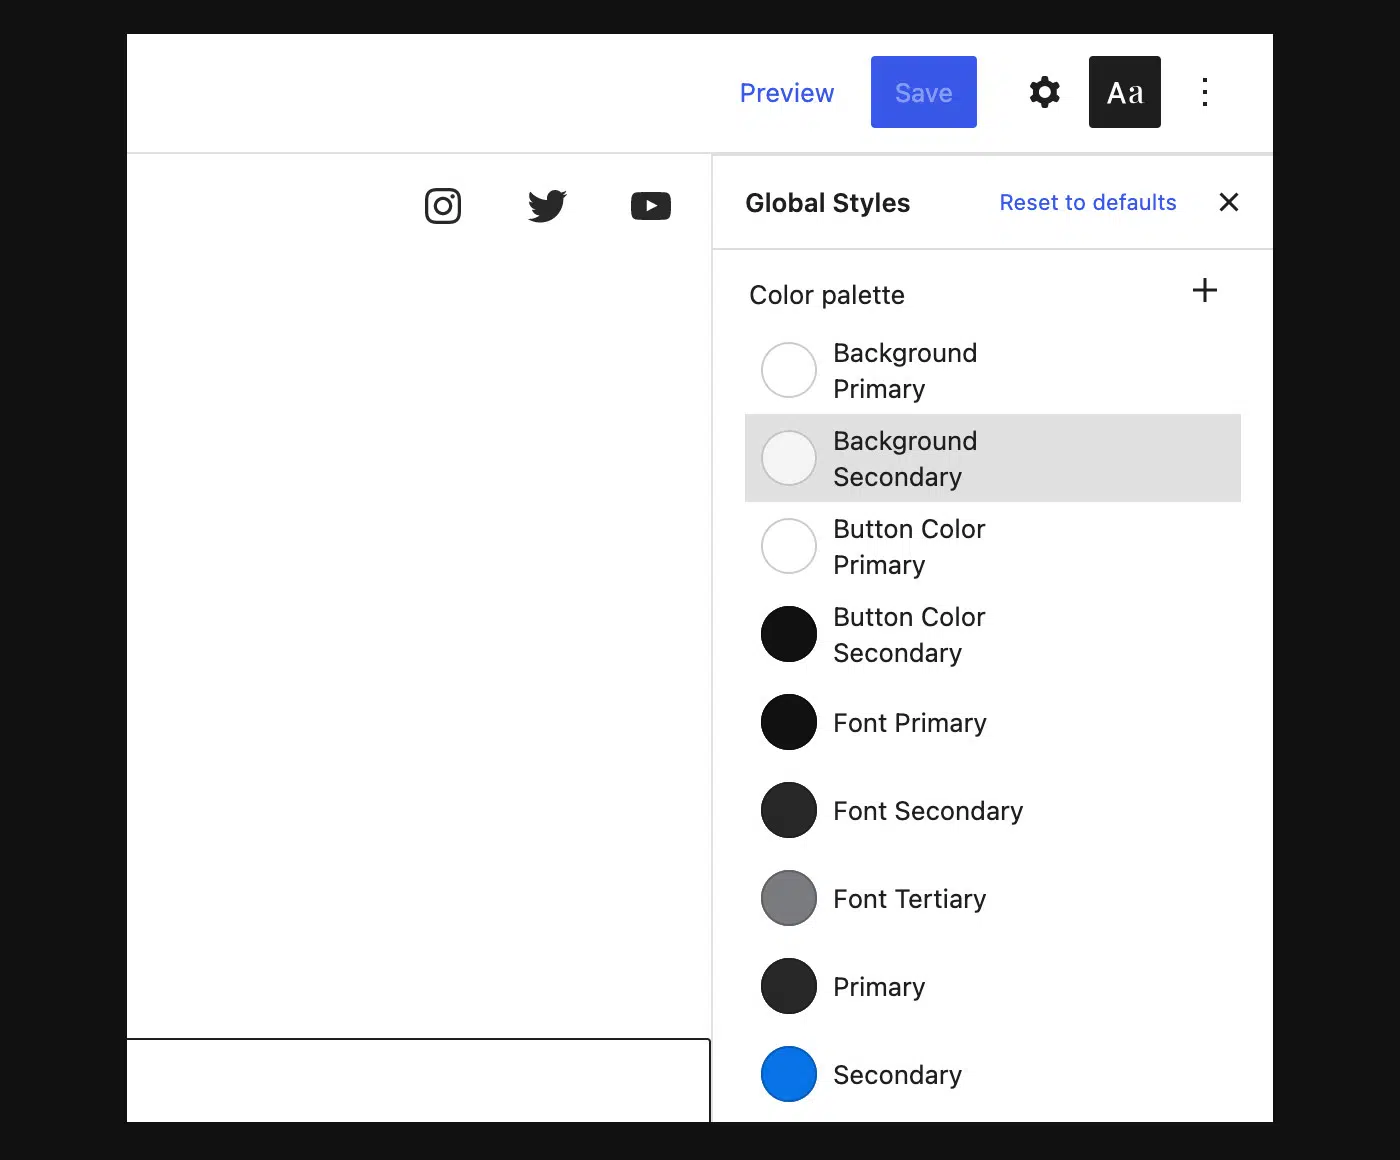 Preview
Save
Aa
Global Styles
Reset to defaults
Color palette
Background
Primary
Background
Secondary
Button Color
Primary
Button Color
Secondary
Font Primary
Font Secondary
Font Tertiary
Primary
Secondary